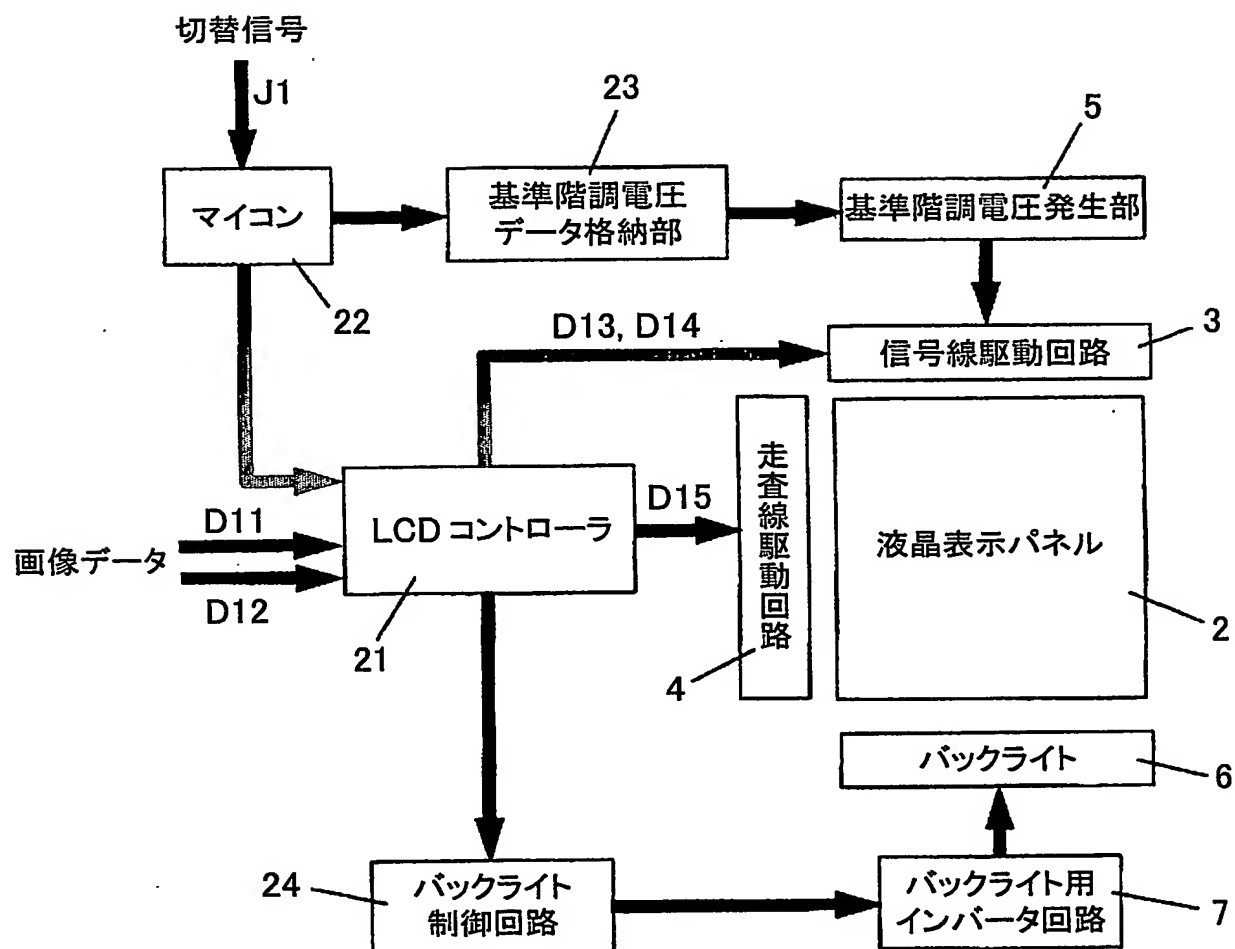 切替信号
J1
23
5
マイコン
基準階調電圧
データ格納部
基準階調電圧発生部
22
D13, D14
3
信号線駆動回路
走査線駆動回路
D15
D11
LCDコントローラ
液晶表示パネル
画像データ
D12
21
4
2
バックライト
6
24
バックライト
制御回路
バックライト用
インバータ回路
7